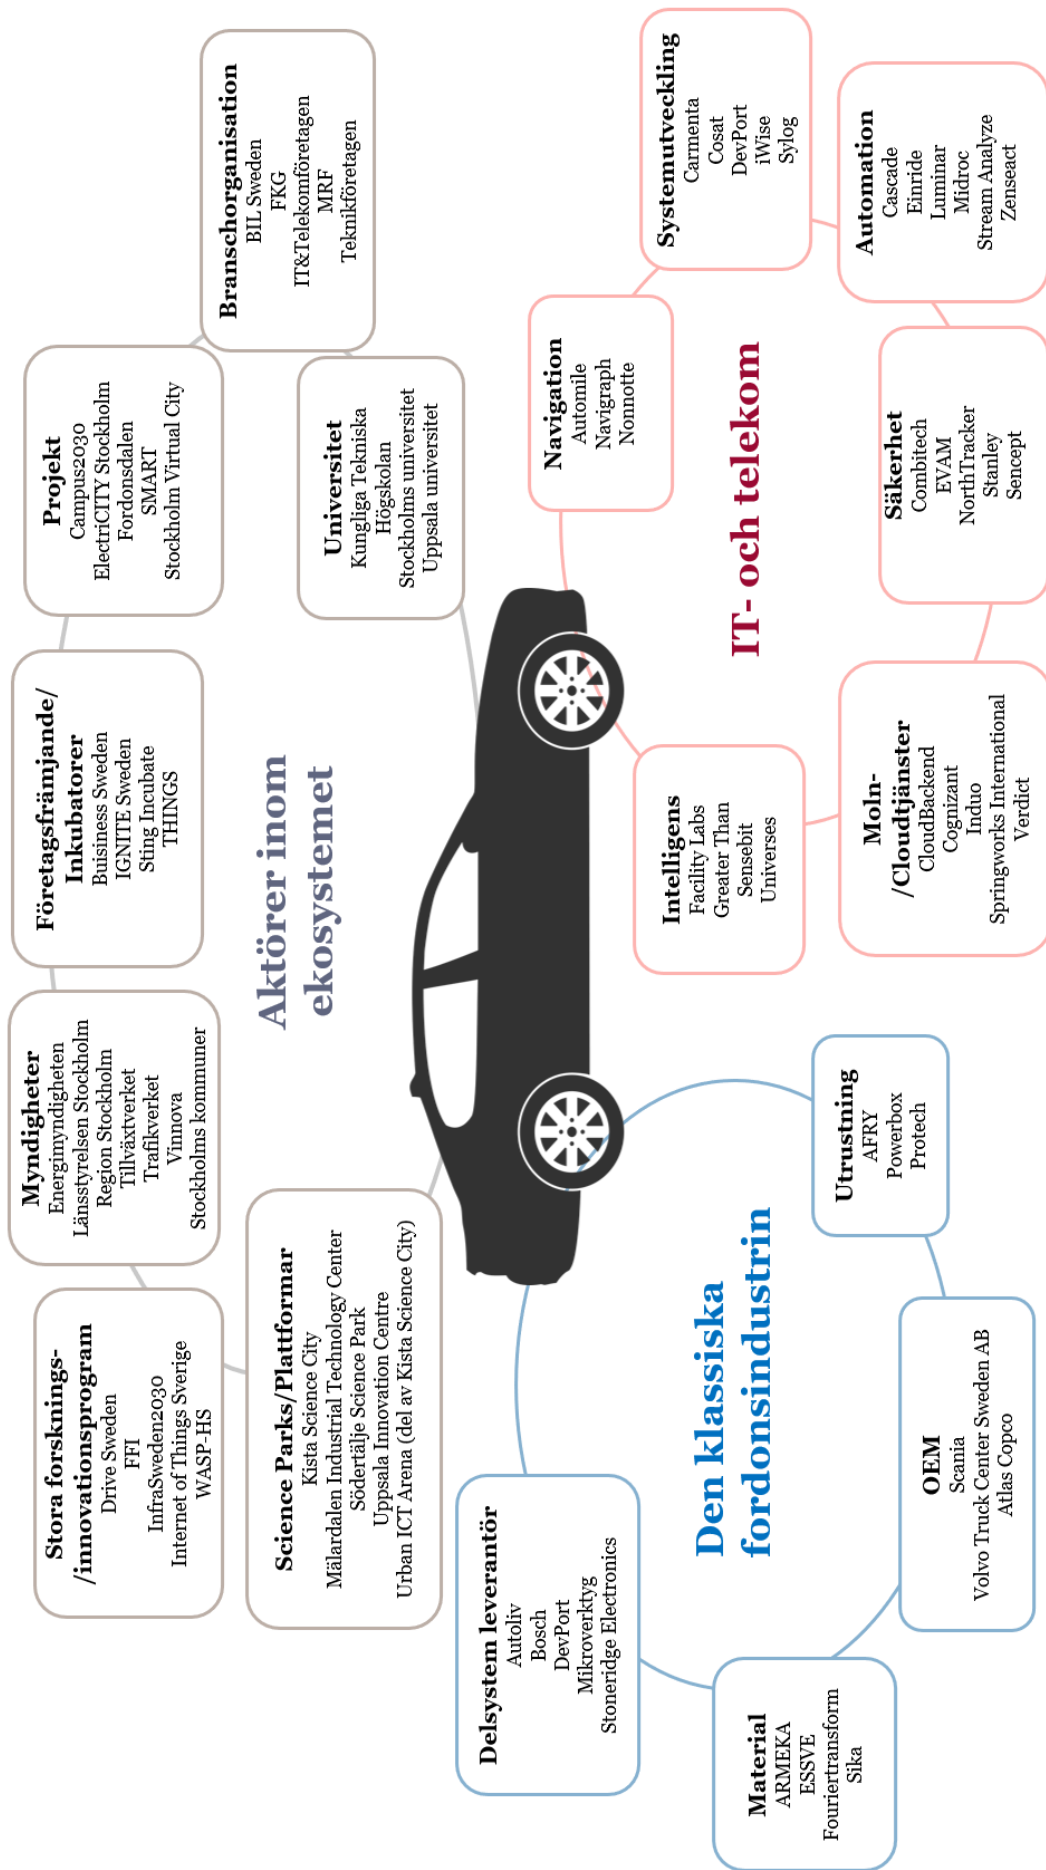 Aktörer inom
ekosystemet
Stora forsknings-
/innovationsprogram
Drive Sweden
FFI
InfraSweden2030
Internet of Things Sverige
WASP-HS
Myndigheter
Energimyndigheten
Länsstyrelsen Stockholm
Region Stockholm
Tillväxtverket
Trafikverket
Vinnova
Stockholms kommuner
Företagsfrämjande/
Inkubatorer
Buisiness Sweden
IGNITE Sweden
Sting Incubate
THINGS
Projekt
Campus2030
ElectriCITY Stockholm
Fordonsdalen
SMART
Stockholm Virtual City
Branschorganisation
BIL Sweden
FKG
IT&Telekomföretagen
MRF
Teknikföretagen
Science Parks/Plattformar
Kista Science City
Mälardalen Industrial Technology Center
Södertälje Science Park
Uppsala Innovation Centre
Urban ICT Arena (del av Kista Science City)
Universitet
Kungliga Tekniska
Högskolan
Stockholms universitet
Uppsala universitet
Den klassiska
fordonsindustrin
Delsystem leverantör
Autoliv
Bosch
DevPort
Mikroverktyg
Stoneridge Electronics
Material
ARMEKA
ESSVE
Fouriertransform
Sika
OEM
Scania
Volvo Truck Center Sweden AB
Atlas Copco
Utrustning
AFRY
Powerbox
Protech
IT- och telekom
Navigation
Automile
Navigraph
Nonnotte
Systemutveckling
Carmenta
Cosat
DevPort
iWise
Sylog
Automation
Cascade
Einride
Luminar
Midroc
Stream Analyze
Zenseact
Säkerhet
Combitech
EVAM
NorthTracker
Stanley
Sencept
Moln-
/Cloudtjänster
CloudBackend
Cognizant
Induo
Springworks International
Verdict
Intelligens
Facility Labs
Greater Than
Sensebit
Universes